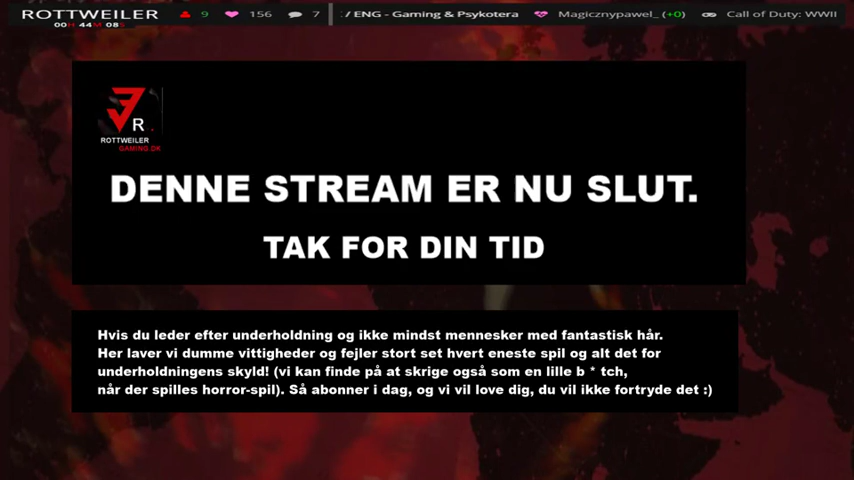 ROTTWEILER
9
156
7
/ ENG - Gaming & Psykotera
Magicznypawel_ (+0)
Call of Duty: WWII
00H 44M 08S
R
ROTTWEILER
GAMING.DK
DENNE STREAM ER NU SLUT.
TAK FOR DIN TID
Hvis du leder efter underholdning og ikke mindst mennesker med fantastisk hår.
Her laver vi dumme vittigheder og fejler stort set hvert eneste spil og alt det for
underholdningens skyld! (vi kan finde på at skrige også som en lille b * tch,
når der spilles horror-spil). Så abonner i dag, og vi vil love dig, du vil ikke fortryde det :)